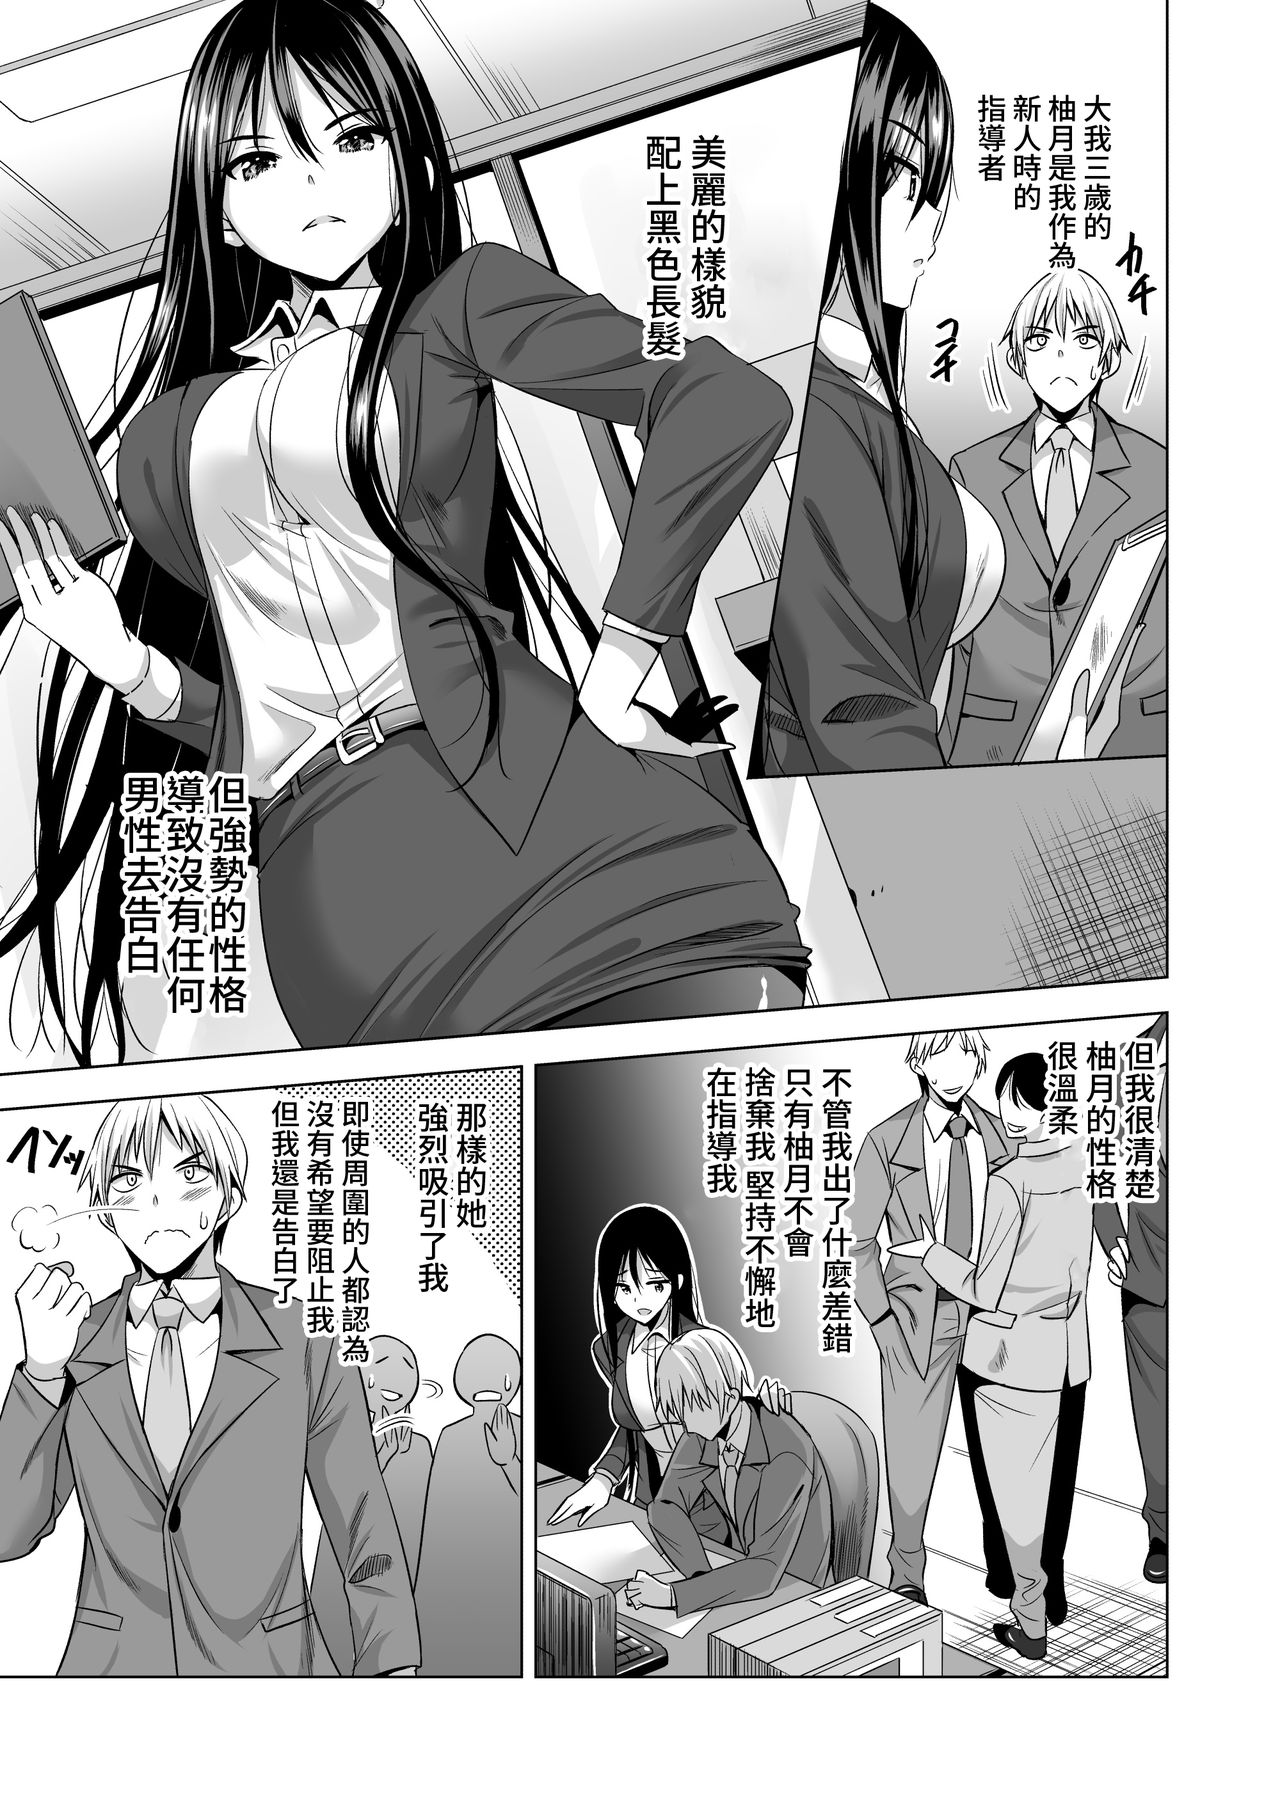 大我三歲的
柚月是我作為
新人時的
指導者
カチ
コチ
美麗的樣貌
配上黑色長髮
但強勢的性格
導致沒有任何
男性去告白
但我很清楚
柚月的性格
很溫柔
不管我出了什麼差錯
只有柚月不會
捨棄我 堅持不懈地
在指導我
那樣的她
強烈吸引了我
即使周圍的人都認為
沒有希望要阻止我
但我還是告白了
ヘンッ